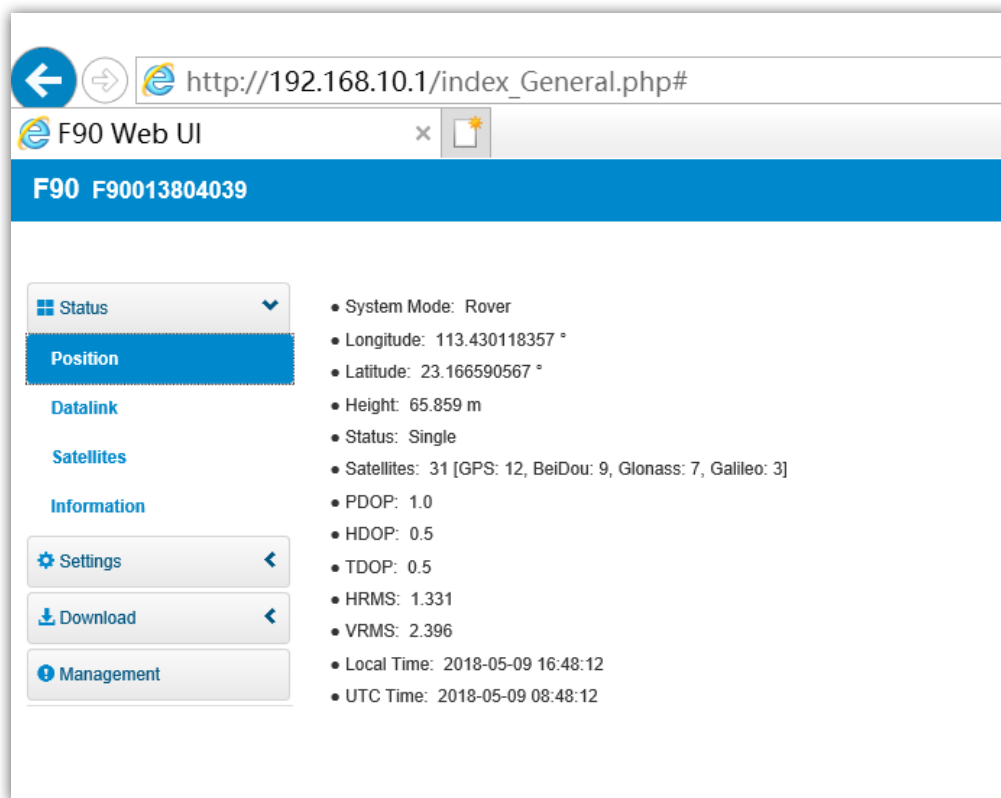 http://192.168.10.1/index_General.php#
F90 Web UI
F90 F90013804039
Status
Position
Datalink
Satellites
Information
Settings
Download
Management
● System Mode: Rover
● Longitude: 113.430118357 °
● Latitude: 23.166590567 °
● Height: 65.859 m
● Status: Single
● Satellites: 31 [GPS: 12, BeiDou: 9, Glonass: 7, Galileo: 3]
● PDOP: 1.0
● HDOP: 0.5
● TDOP: 0.5
● HRMS: 1.331
● VRMS: 2.396
● Local Time: 2018-05-09 16:48:12
● UTC Time: 2018-05-09 08:48:12